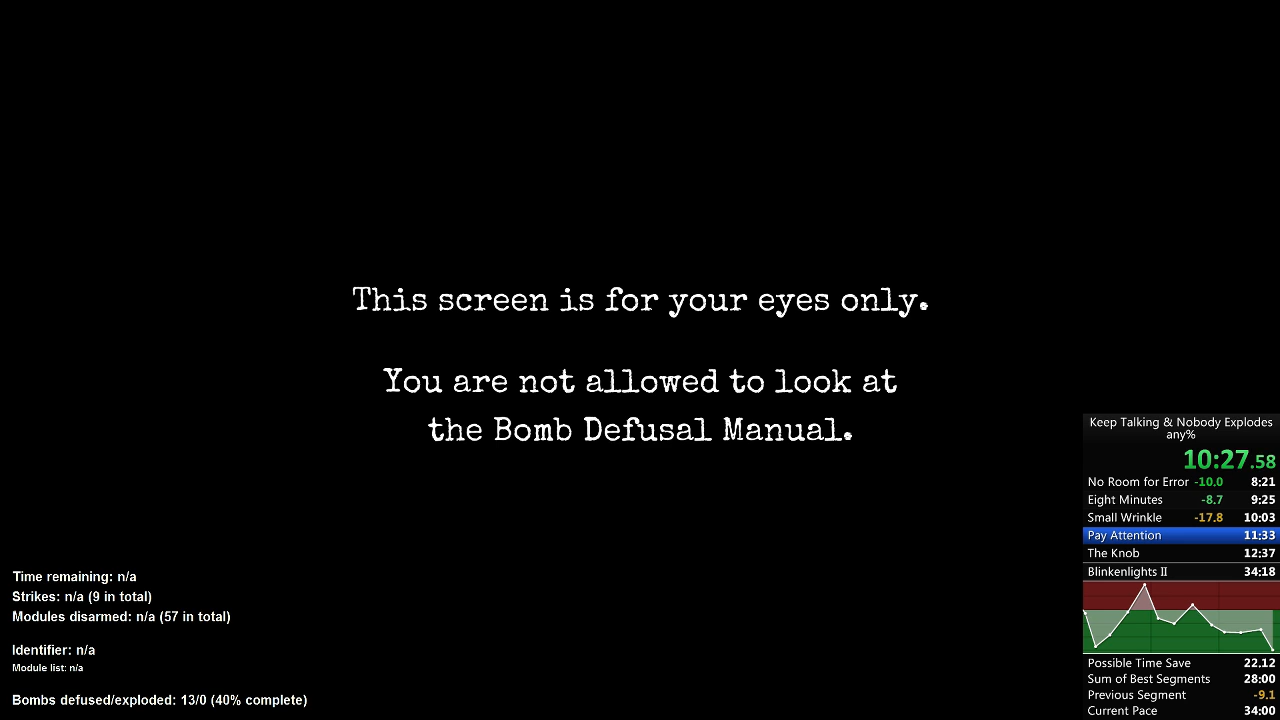 This screen is for your eyes only.
You are not allowed to look at
the Bomb Defusal Manual.
Time remaining: n/a
Strikes: n/a (9 in total)
Modules disarmed: n/a (57 in total)
Identifier: n/a
Module list: n/a
Bombs defused/exploded: 13/0 (40% complete)
Keep Talking & Nobody Explodes
any%
10:27.58
No Room for Error -10.0 8:21
Eight Minutes -8.7 9:25
Small Wrinkle -17.8 10:03
Pay Attention 11:33
The Knob 12:37
Blinkenlights II 34:18
Possible Time Save 22.12
Sum of Best Segments 28:00
Previous Segment -9.1
Current Pace 34:00